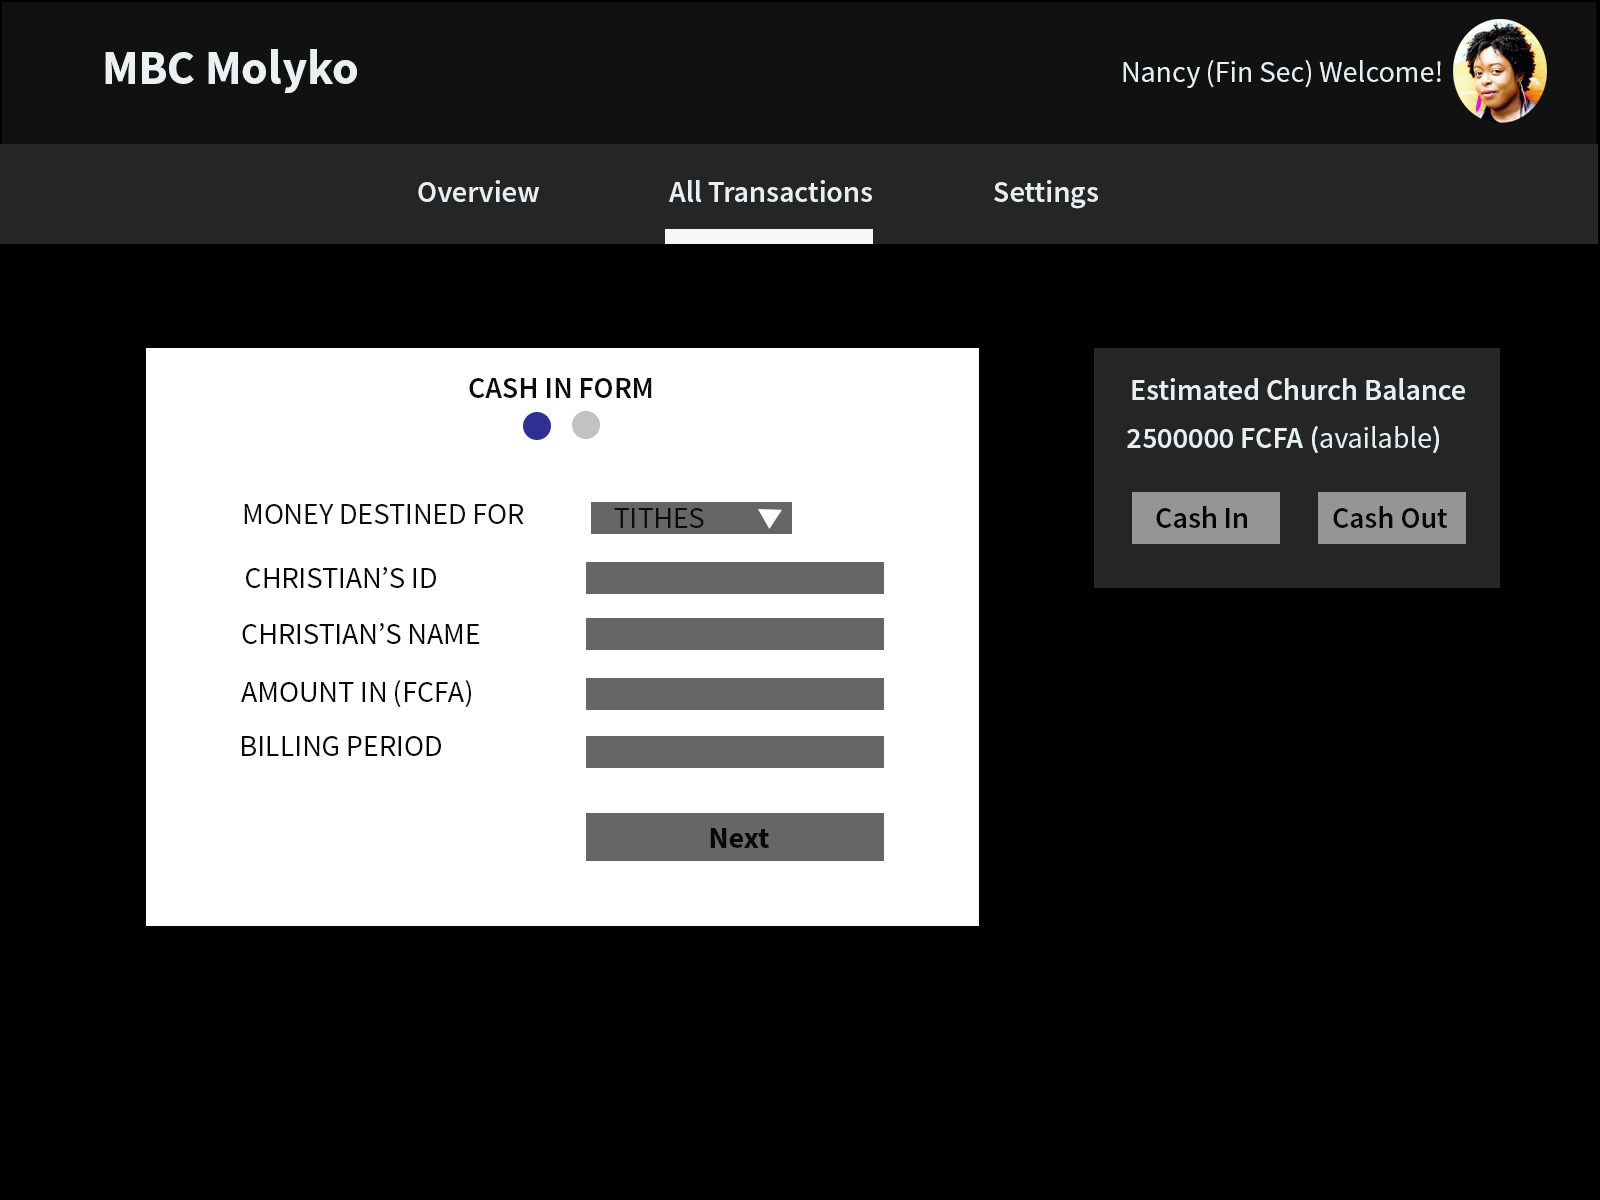 MBC Molyko
Nancy (Fin Sec) Welcome!
Overview
All Transactions
Settings
CASH IN FORM
MONEY DESTINED FOR
TITHES
CHRISTIAN’S ID
CHRISTIAN’S NAME
AMOUNT IN (FCFA)
BILLING PERIOD
Next
Estimated Church Balance
2500000 FCFA (available)
Cash In
Cash Out